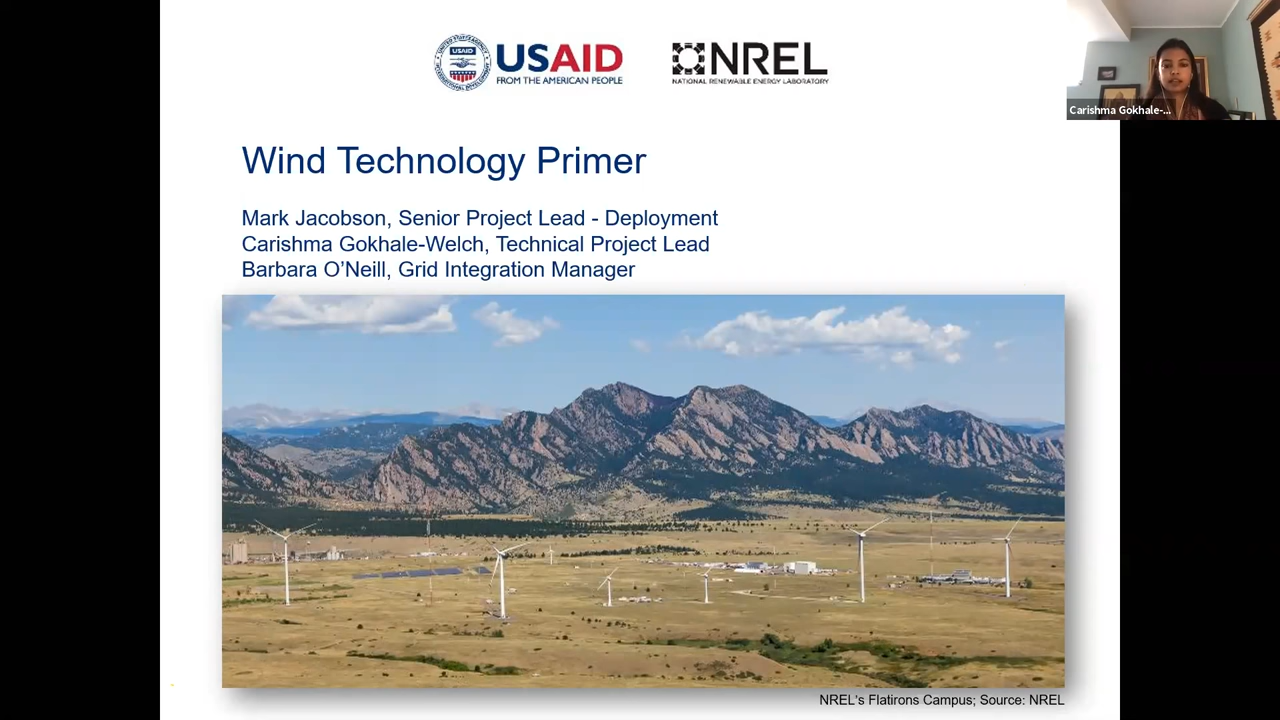 USAID
USAID
FROM THE AMERICAN PEOPLE
NREL
NATIONAL RENEWABLE ENERGY LABORATORY
Carishma Gokhale-...
Wind Technology Primer
Mark Jacobson, Senior Project Lead - Deployment
Carishma Gokhale-Welch, Technical Project Lead
Barbara O’Neill, Grid Integration Manager
NREL's Flatirons Campus; Source: NREL